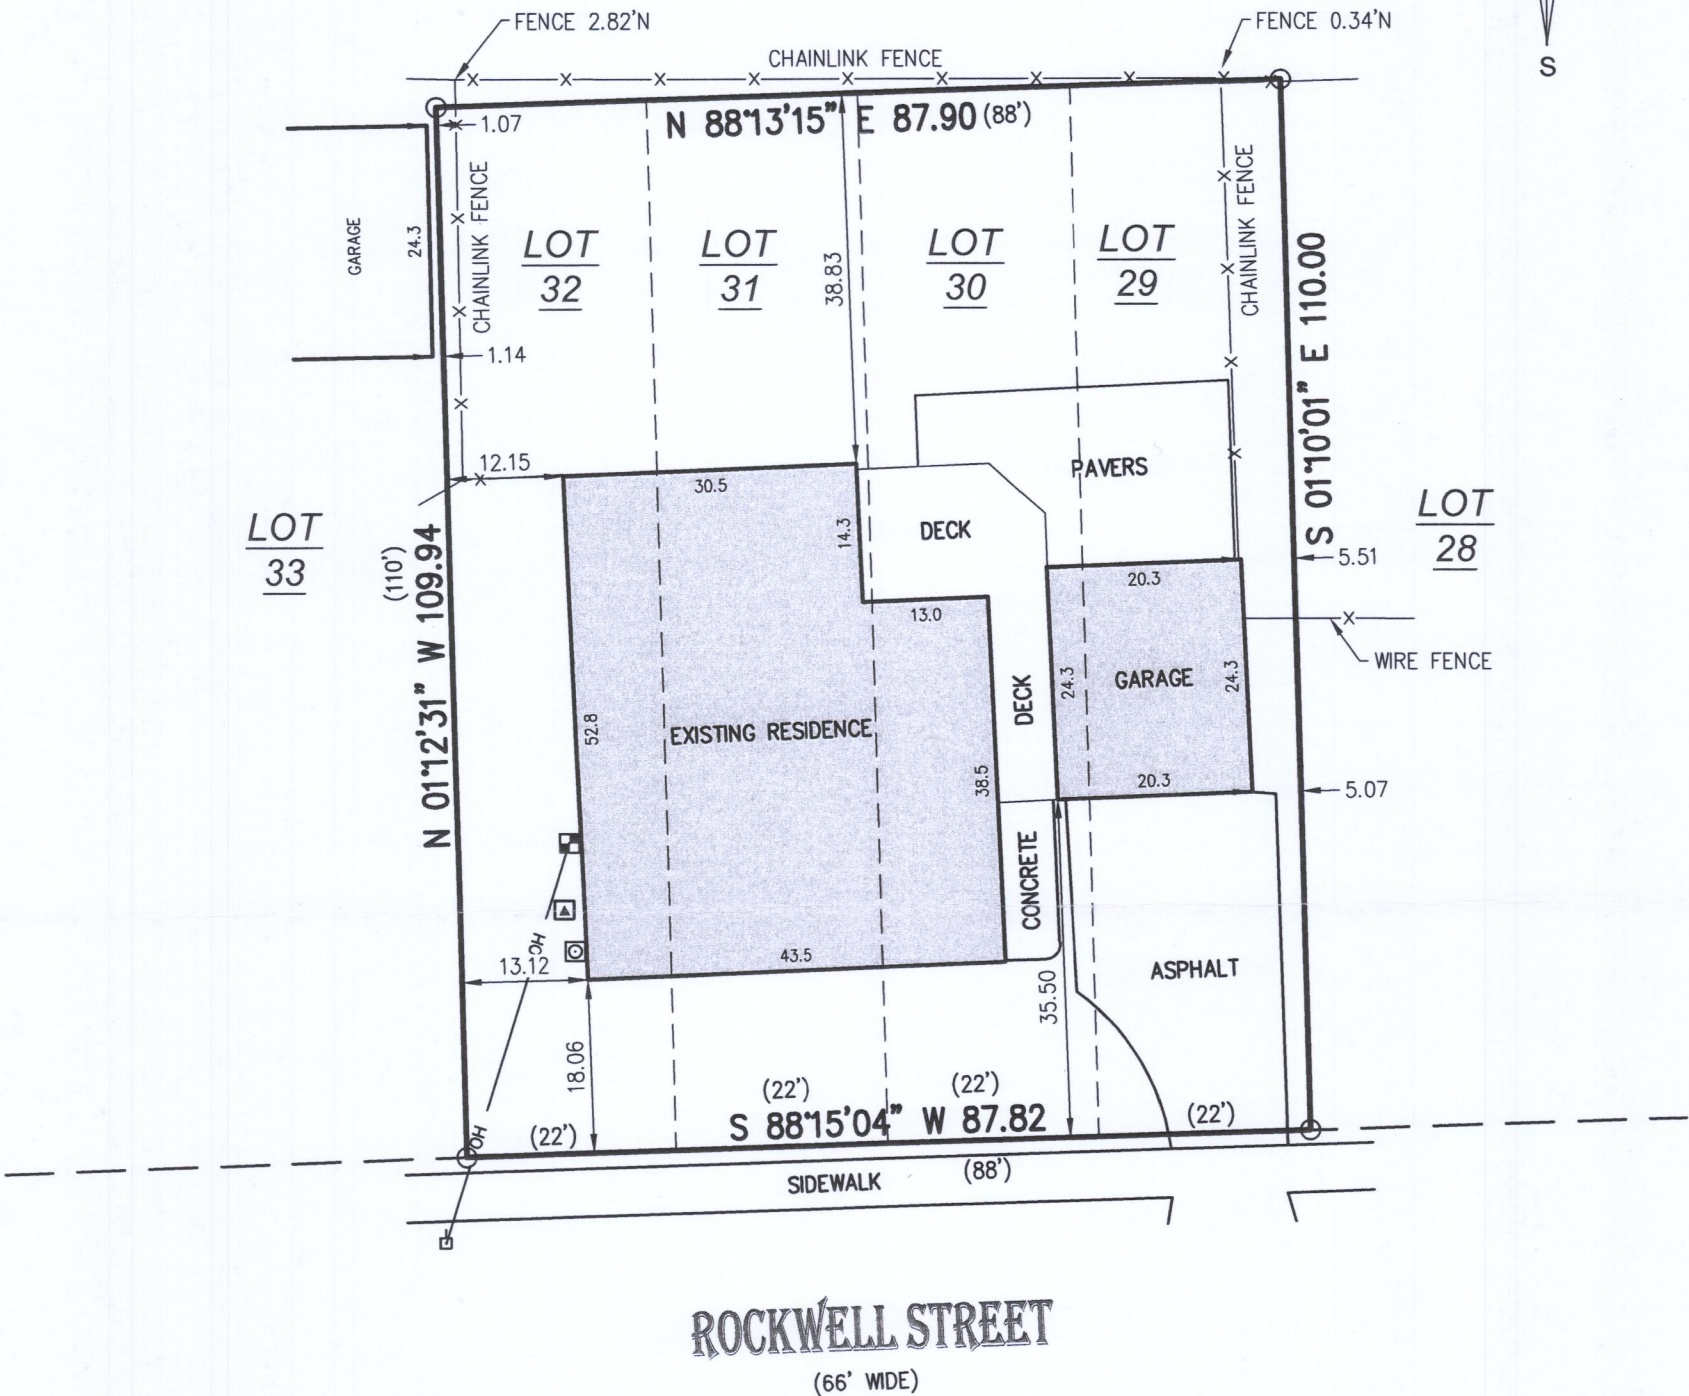 FENCE 2.82'N
FENCE 0.34'N
CHAINLINK FENCE
S
N 88°13'15" E 87.90 (88')
1.07
CHAINLINK FENCE
CHAINLINK FENCE
GARAGE
24.3
LOT
32
LOT
31
LOT
30
LOT
29
38.83
S 01°10'01" E 110.00
1.14
12.15
30.5
PAVERS
LOT
33
LOT
28
14.3
DECK
(110')
N 01°12'31" W 109.94
5.51
20.3
13.0
WIRE FENCE
GARAGE
24.3
24.3
DECK
52.8
EXISTING RESIDENCE
38.5
20.3
5.07
CONCRETE
HO
13.12
43.5
ASPHALT
35.50
18.06
(22')
(22')
S 88°15'04" W 87.82
(22')
(22')
HO
SIDEWALK
(88')
ROCKWELL STREET
(66' WIDE)